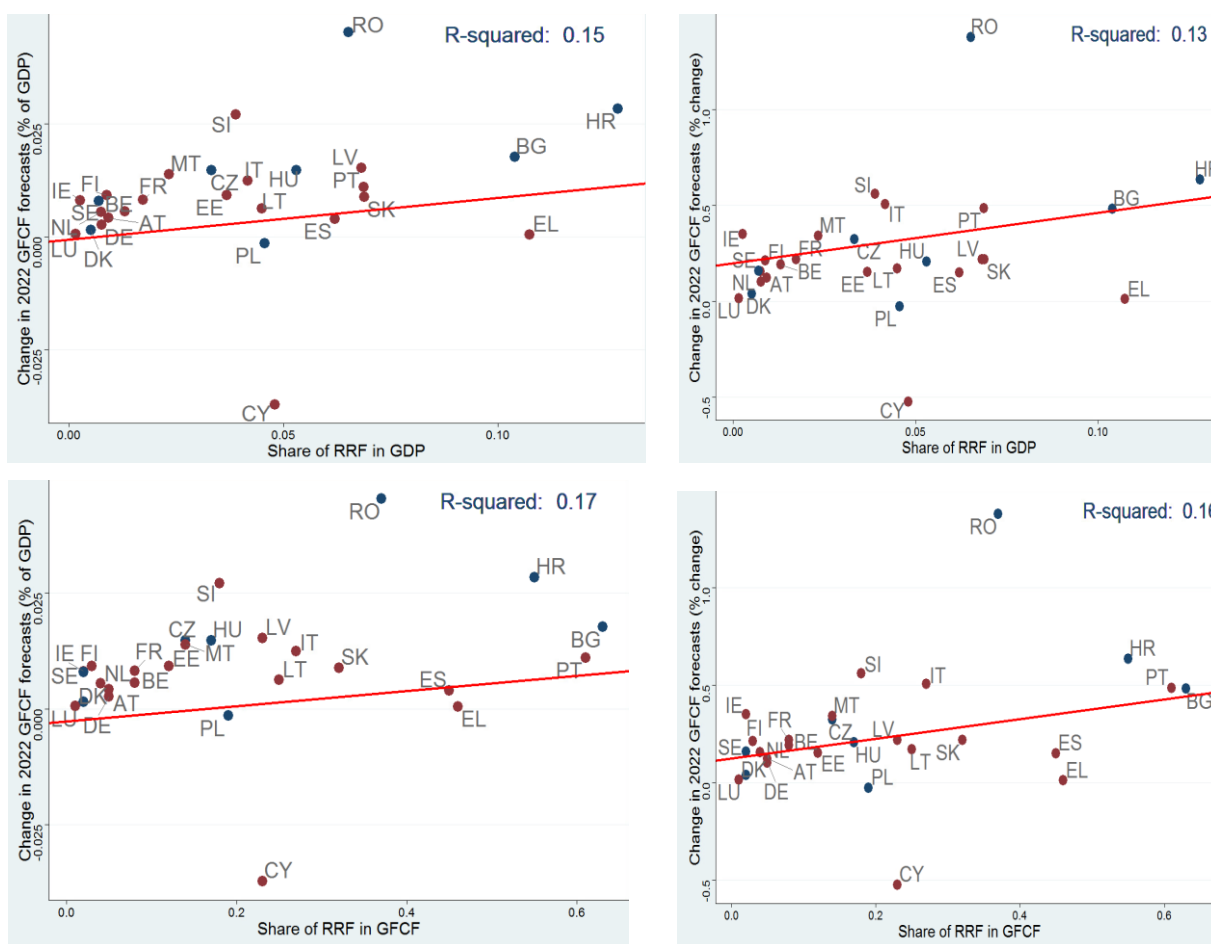 R-squared: 0.15
Change in 2022 GFCF forecasts (% of GDP)
0.025
0.000
-0.025
RO
SI
HR
BG
MT
IT
LV
IE
FI
FR
CZ
HU
PT
SE
BE
EE
LT
SK
NL
AT
ES
EL
LU
DE
DK
PL
CY
0.00
0.05
0.10
Share of RRF in GDP
R-squared: 0.13
Change in 2022 GFCF forecasts (% change)
1.0
0.5
0.0
-0.5
RO
HR
SI
BG
IT
PT
IE
MT
SE
FI
FR
CZ
HU
LV
BE
NL
AT
EE
LT
ES
SK
LU
DK
PL
EL
CY
0.00
0.05
0.10
Share of RRF in GDP
R-squared: 0.17
Change in 2022 GFCF forecasts (% of GDP)
0.025
0.000
-0.025
RO
HR
SI
CZ
HU
LV
IT
BG
IE
FI
FR
EE
MT
SK
PT
SE
NL
BE
LT
ES
DK
AT
LU
DE
PL
EL
CY
0.0
0.2
0.4
0.6
Share of RRF in GFCF
R-squared: 0.16
Change in 2022 GFCF forecasts (% change)
1.0
0.5
0.0
-0.5
RO
HR
SI
IT
PT
IE
MT
BG
FI
FR
CZ
LV
SE
NL
BE
HU
SK
ES
DK
AT
EE
LT
LU
DE
PL
EL
CY
0.0
0.2
0.4
0.6
Share of RRF in GFCF